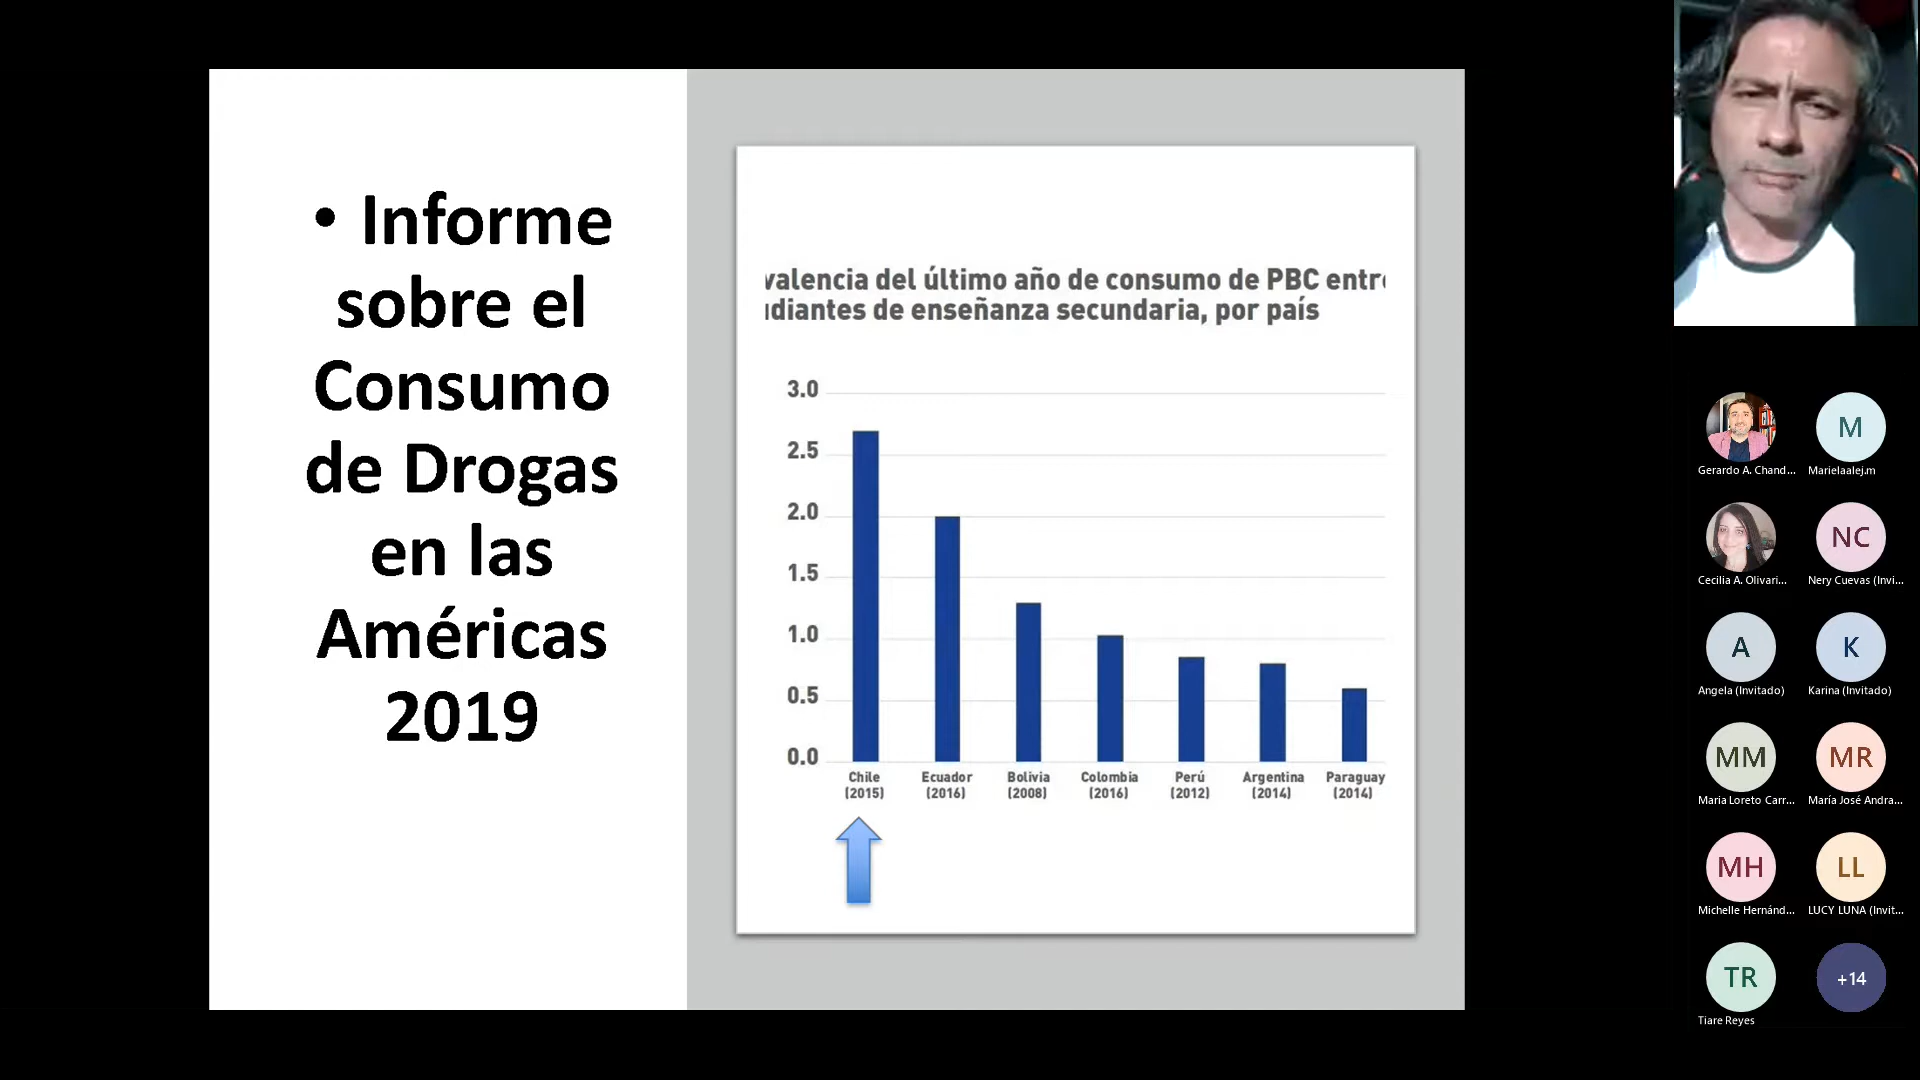 • Informe
sobre el
Consumo
de Drogas
en las
Américas
2019
valencia del último año de consumo de PBC entre
diantes de enseñanza secundaria, por país
3.0
2.5
2.0
1.5
1.0
0.5
0.0
Chile Ecuador Bolivia Colombia Perú Argentina Paraguay
(2015) (2016) (2008) (2016) (2012) (2014) (2014)
M
Gerardo A. Chand... Marielaalej.m
NC
Cecilia A. Olivari... Nery Cuevas (Invi...
A K
Angela (Invitado) Karina (Invitado)
MM MR
Maria Loreto Carr... María José Andra...
MH LL
Michelle Hernánd... LUCY LUNA (Invit...
TR +14
Tiare Reyes